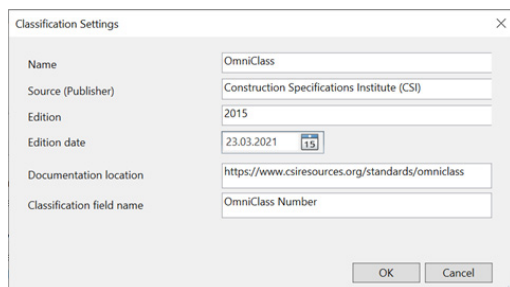 Classification Settings
Name
OmniClass
Source (Publisher)
Construction Specifications Institute (CSI)
Edition
2015
Edition date
23.03.2021
15
Documentation location
https://www.csiresources.org/standards/omniclass
Classification field name
OmniClass Number
OK
Cancel